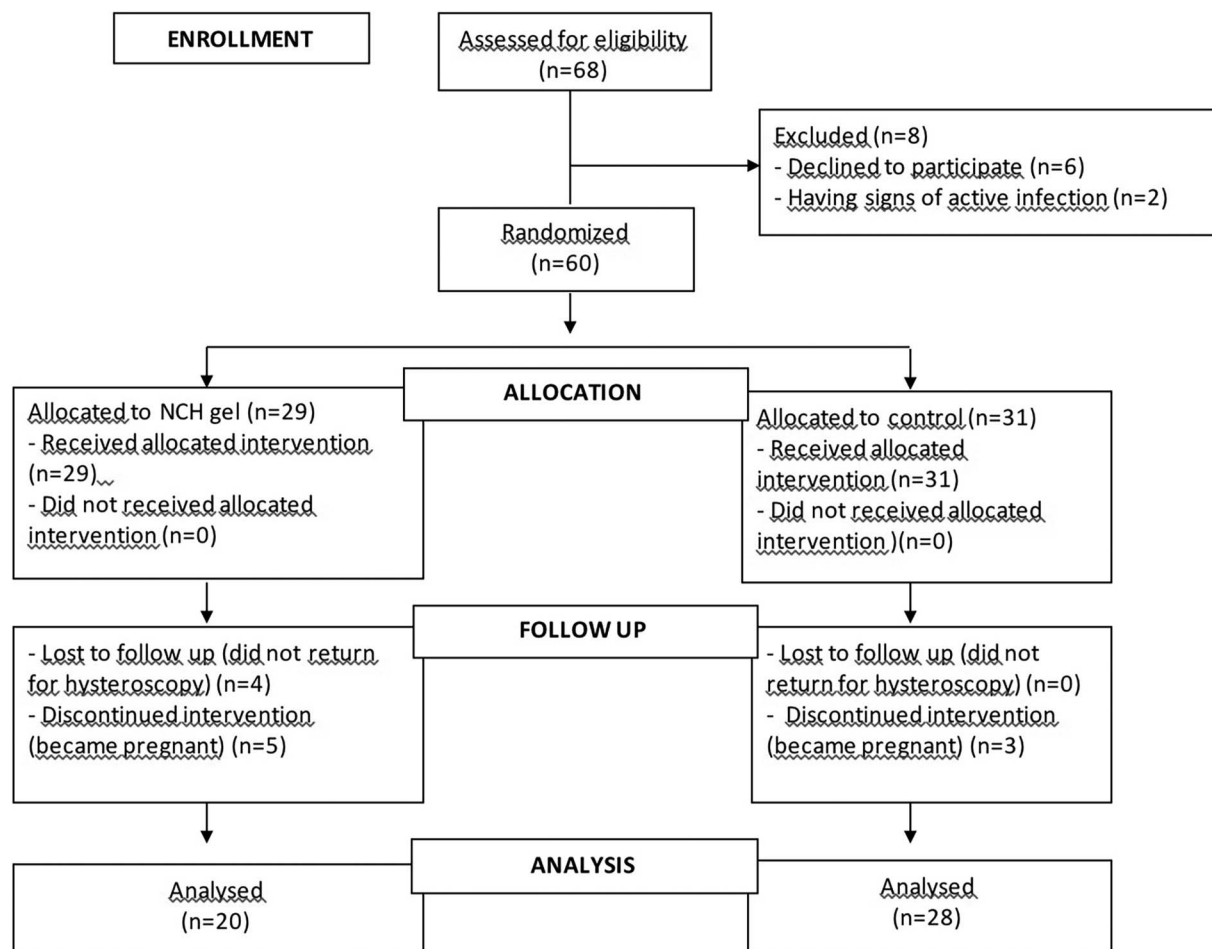 ENROLLMENT
Assessed for eligibility
(n=68)
Excluded (n=8)
- Declined to participate (n=6)
- Having signs of active infection (n=2)
Randomized
(n=60)
ALLOCATION
Allocated to NCH gel (n=29)
- Received allocated intervention
(n=29)
- Did not received allocated
intervention (n=0)
Allocated to control (n=31)
- Received allocated
intervention (n=31)
- Did not received allocated
intervention )(n=0)
FOLLOW UP
- Lost to follow up (did not return
for hysteroscopy) (n=4)
- Discontinued intervention
(became pregnant) (n=5)
- Lost to follow up (did not
return for hysteroscopy) (n=0)
- Discontinued intervention
(became pregnant) (n=3)
ANALYSIS
Analysed
(n=20)
Analysed
(n=28)